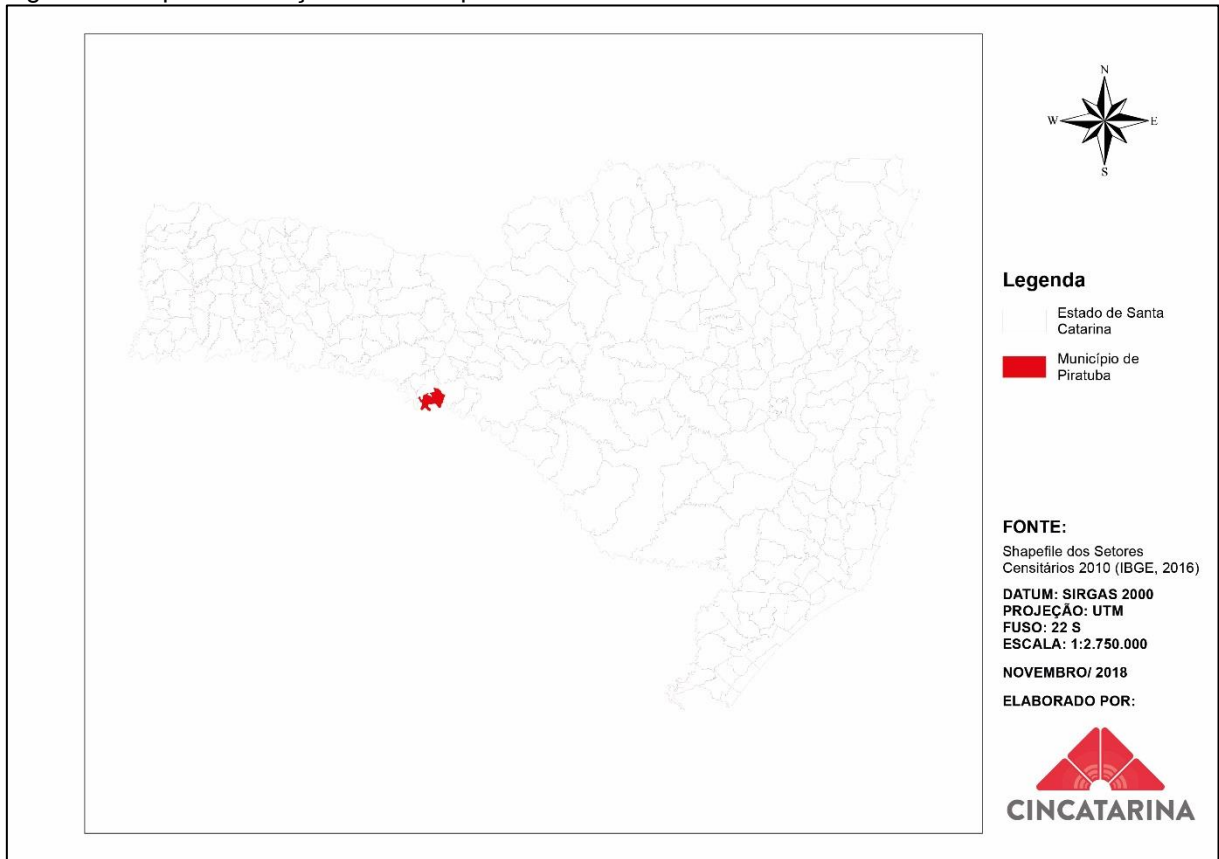 N
W E
S
Legenda
Estado de Santa
Catarina
Município de
Piratuba
FONTE:
Shapefile dos Setores
Censitários 2010 (IBGE, 2016)
DATUM: SIRGAS 2000
PROJEÇÃO: UTM
FUSO: 22 S
ESCALA: 1:2.750.000
NOVEMBRO/ 2018
ELABORADO POR:
CINCATARINA